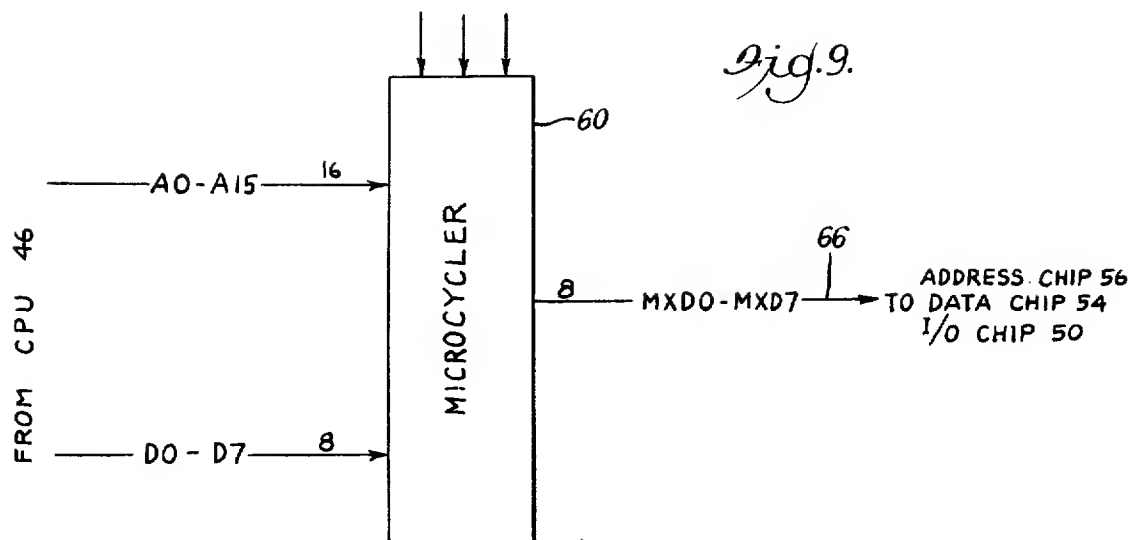 Fig.9.
60
A0-A15 16
FROM CPU 46
MICROCYCLER
66
8 MXD0-MXD7
ADDRESS CHIP 56
TO DATA CHIP 54
I/O CHIP 50
D0 - D7 8